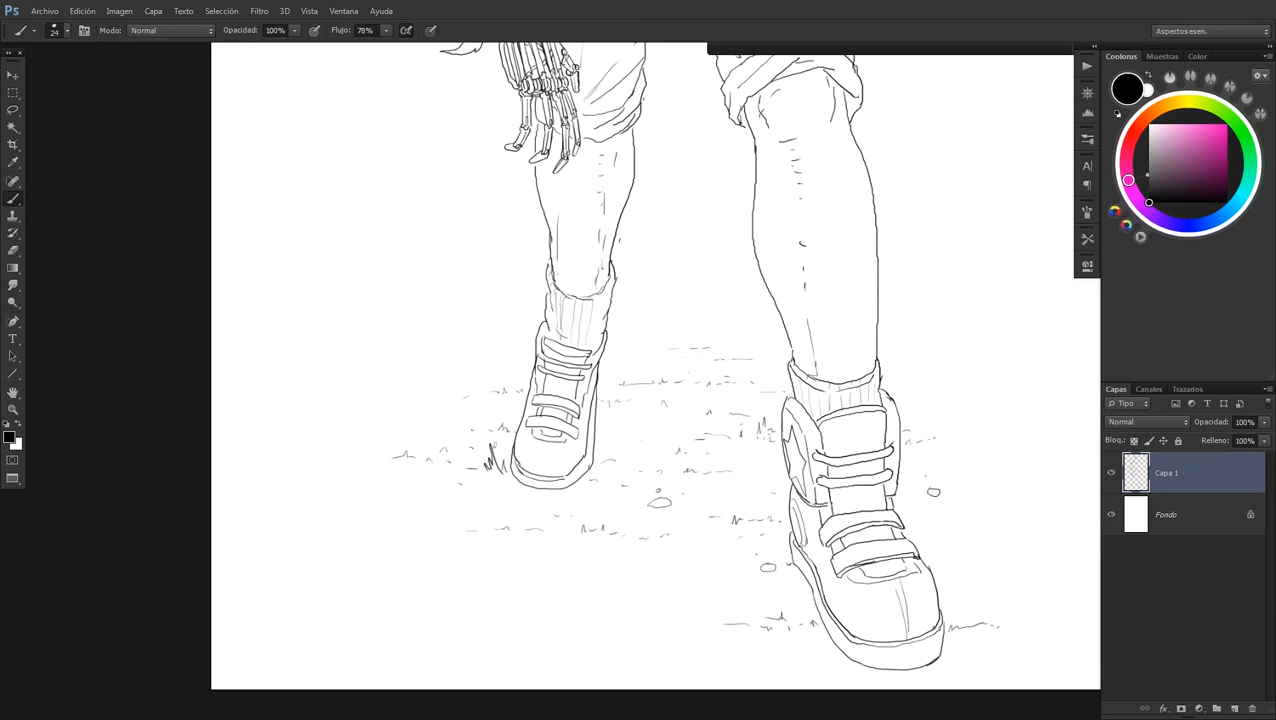 Ps Archivo Edición Imagen Capa Texto Selección Filtro 3D Vista Ventana Ayuda
24 Modo: Normal Opacidad: 100% Flujo: 78% Aspectos esen.
Coolorus Muestras Color
Capas Canales Trazados
Tipo
Normal Opacidad: 100%
Bloq.: Relleno: 100%
Capa 1
Fondo